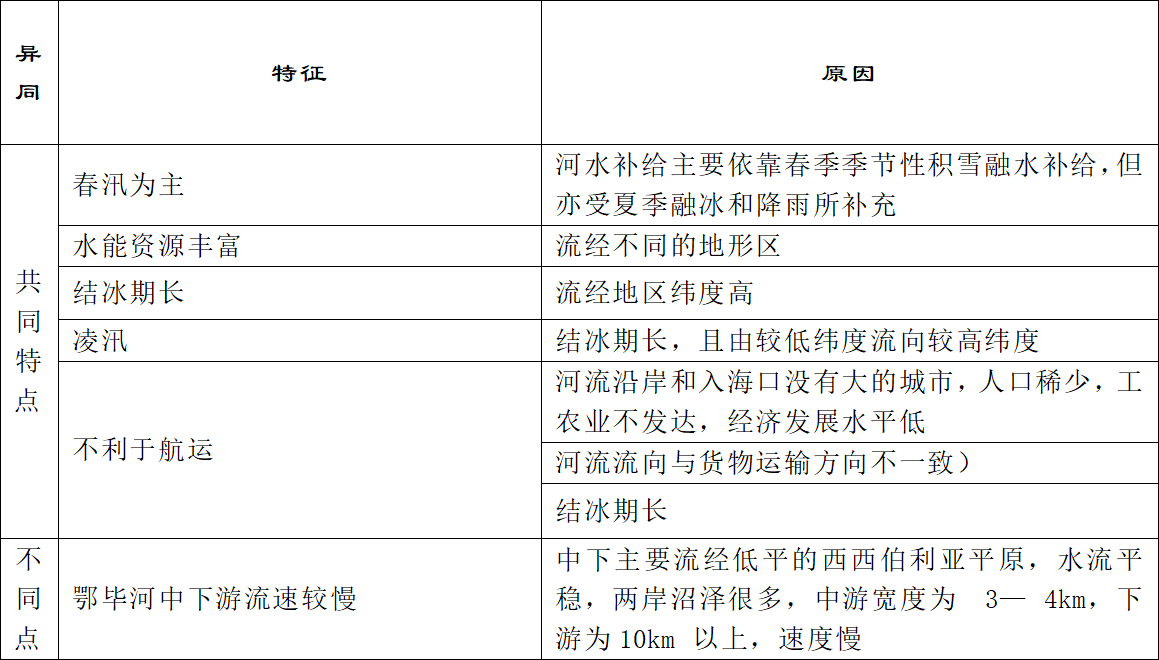 异
同
特征
原因
共
同
特
点
春汛为主
河水补给主要依靠春季季节性积雪融水补给，但
亦受夏季融冰和降雨所补充
水能资源丰富
流经不同的地形区
结冰期长
流经地区纬度高
凌汛
结冰期长，且由较低纬度流向较高纬度
不利于航运
河流沿岸和入海口没有大的城市，人口稀少，工
农业不发达，经济发展水平低
河流流向与货物运输方向不一致）
结冰期长
不
同
点
鄂毕河中下游流速较慢
中下主要流经低平的西西伯利亚平原，水流平
稳，两岸沼泽很多，中游宽度为 3— 4km，下
游为10km 以上，速度慢